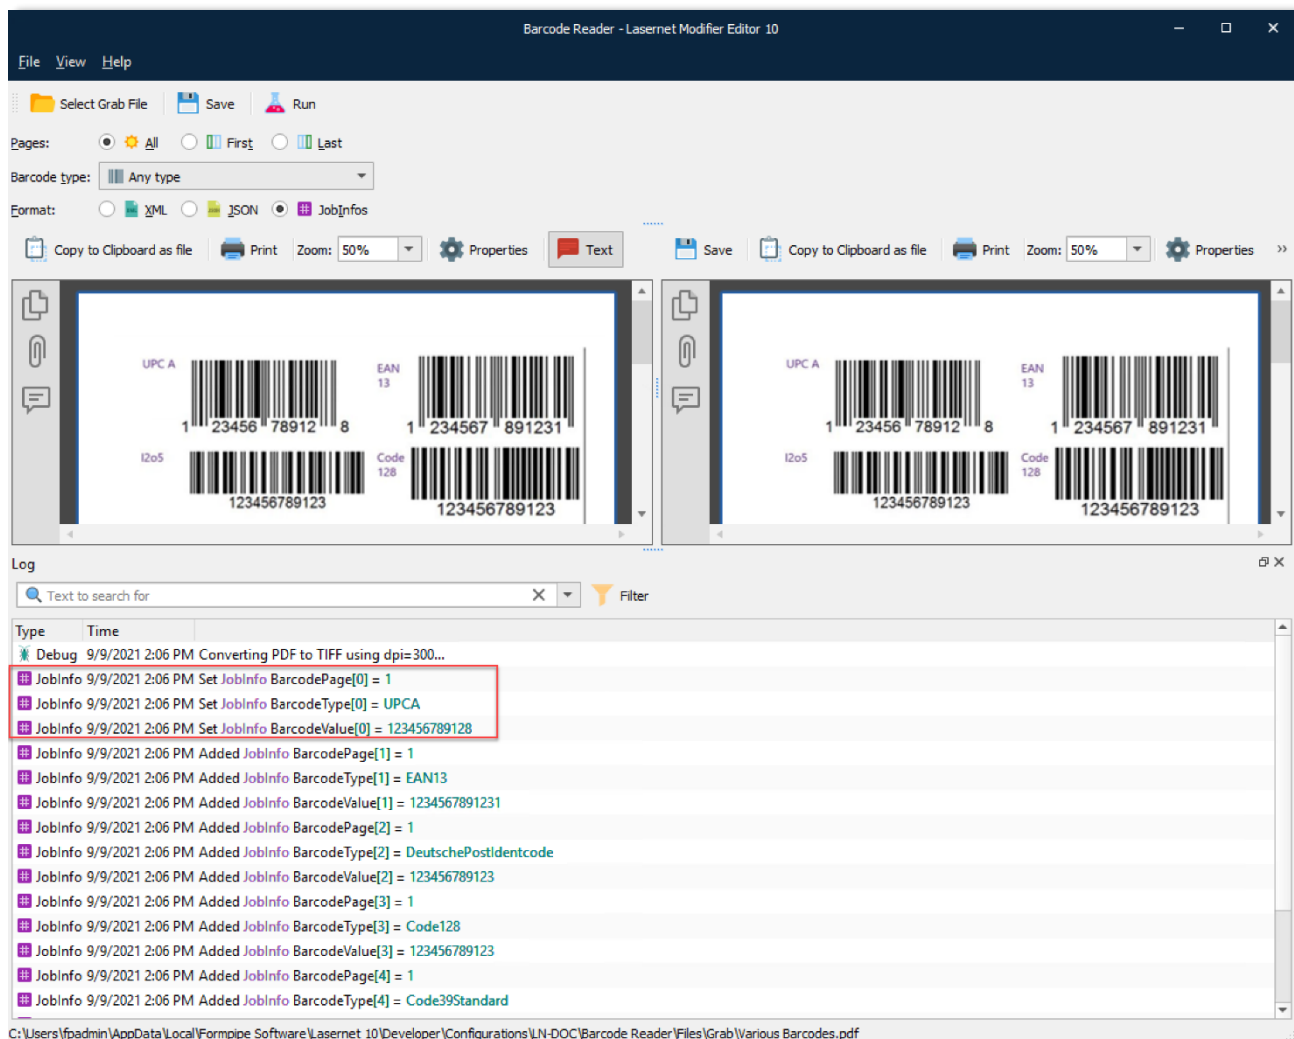 Barcode Reader - Lasernet Modifier Editor 10
File View Help
Select Grab File Save Run
Pages: All First Last
Barcode type: Any type
Format: XML JSON JobInfos
Copy to Clipboard as file Print Zoom: 50% Properties Text Save Copy to Clipboard as file Print Zoom: 50% Properties »
UPC A
1 23456 78912 8
EAN
13
1 234567 891231
I2o5
123456789123
Code
128
123456789123
UPC A
1 23456 78912 8
EAN
13
1 234567 891231
I2o5
123456789123
Code
128
123456789123
Log
Text to search for Filter
Type Time
Debug 9/9/2021 2:06 PM Converting PDF to TIFF using dpi=300...
JobInfo 9/9/2021 2:06 PM Set JobInfo BarcodePage[0] = 1
JobInfo 9/9/2021 2:06 PM Set JobInfo BarcodeType[0] = UPCA
JobInfo 9/9/2021 2:06 PM Set JobInfo BarcodeValue[0] = 123456789128
JobInfo 9/9/2021 2:06 PM Added JobInfo BarcodePage[1] = 1
JobInfo 9/9/2021 2:06 PM Added JobInfo BarcodeType[1] = EAN13
JobInfo 9/9/2021 2:06 PM Added JobInfo BarcodeValue[1] = 1234567891231
JobInfo 9/9/2021 2:06 PM Added JobInfo BarcodePage[2] = 1
JobInfo 9/9/2021 2:06 PM Added JobInfo BarcodeType[2] = DeutschePostIdentcode
JobInfo 9/9/2021 2:06 PM Added JobInfo BarcodeValue[2] = 123456789123
JobInfo 9/9/2021 2:06 PM Added JobInfo BarcodePage[3] = 1
JobInfo 9/9/2021 2:06 PM Added JobInfo BarcodeType[3] = Code128
JobInfo 9/9/2021 2:06 PM Added JobInfo BarcodeValue[3] = 123456789123
JobInfo 9/9/2021 2:06 PM Added JobInfo BarcodePage[4] = 1
JobInfo 9/9/2021 2:06 PM Added JobInfo BarcodeType[4] = Code39Standard
C:\Users\fpadmin\AppData\Local\Formpipe Software\Lasernet 10\Developer\Configurations\LN-DOC\Barcode Reader\Files\Grab\Various Barcodes.pdf